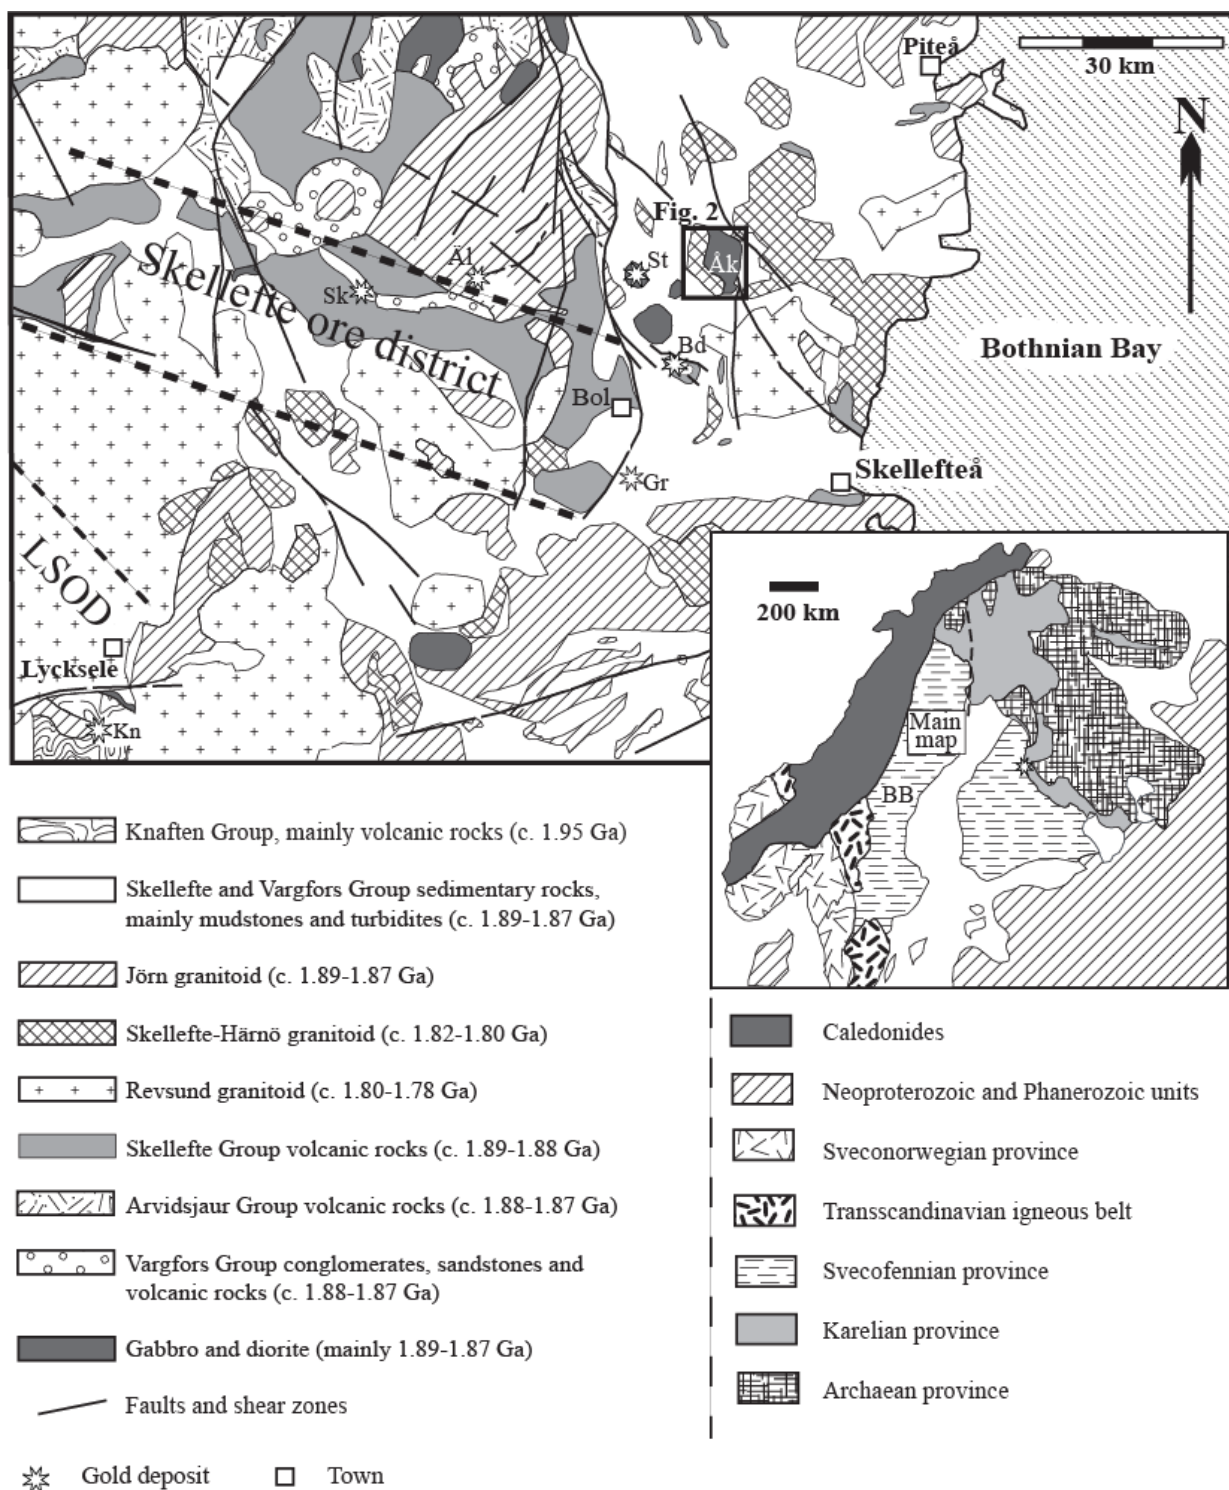 Piteå
30 km
N
Fig. 2
Äl
St
Åk
Sk
Skellefte ore district
Bd
Bothnian Bay
Bol
Skellefteå
Gr
LSOD
Lycksele
Kn
200 km
Main
map
BB
Knaften Group, mainly volcanic rocks (c. 1.95 Ga)
Skellefte and Vargfors Group sedimentary rocks,
mainly mudstones and turbidites (c. 1.89-1.87 Ga)
Jörn granitoid (c. 1.89-1.87 Ga)
Skellefte-Härnö granitoid (c. 1.82-1.80 Ga)
Revsund granitoid (c. 1.80-1.78 Ga)
Skellefte Group volcanic rocks (c. 1.89-1.88 Ga)
Arvidsjaur Group volcanic rocks (c. 1.88-1.87 Ga)
Vargfors Group conglomerates, sandstones and
volcanic rocks (c. 1.88-1.87 Ga)
Gabbro and diorite (mainly 1.89-1.87 Ga)
Faults and shear zones
Gold deposit
Town
Caledonides
Neoproterozoic and Phanerozoic units
Sveconorwegian province
Transscandinavian igneous belt
Svecofennian province
Karelian province
Archaean province